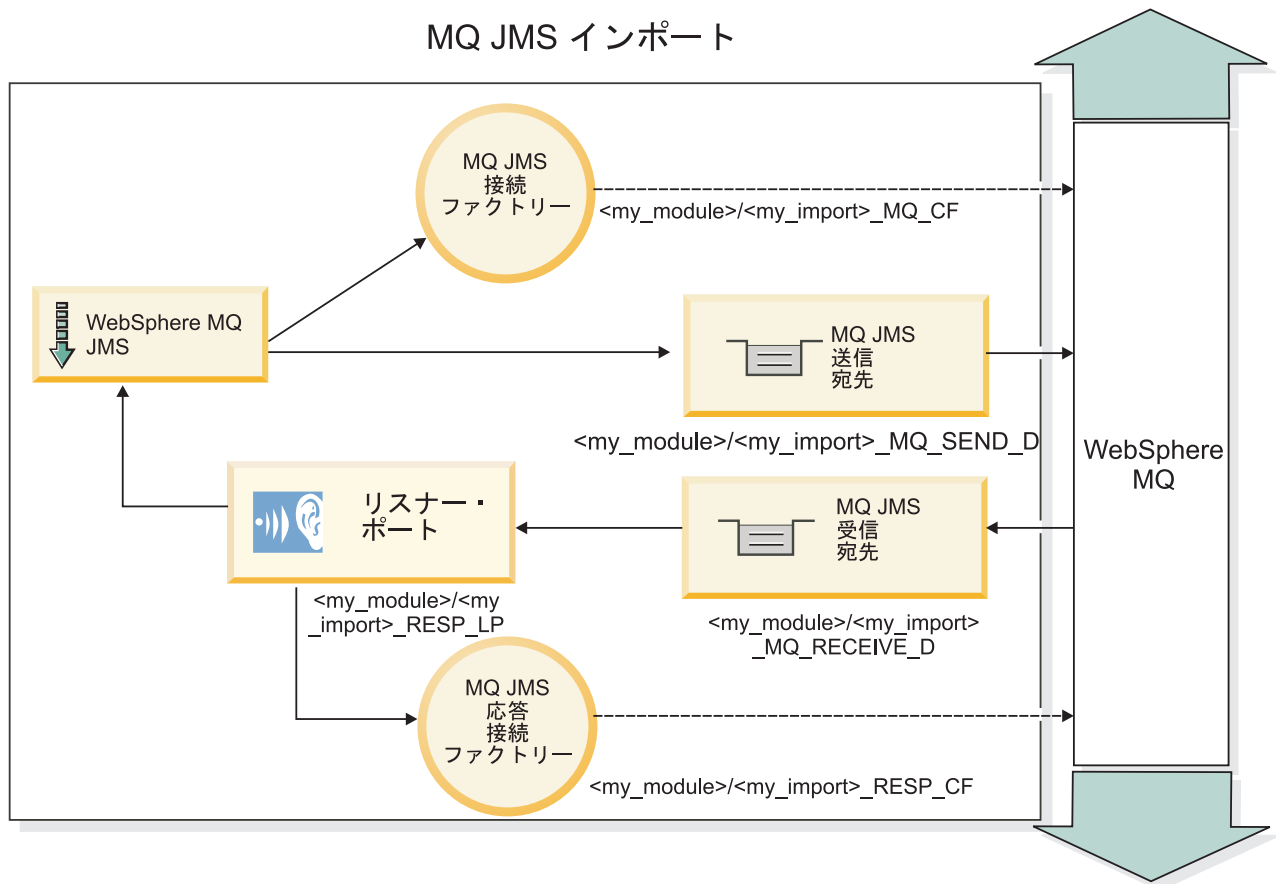 MQ JMS インポート
MQ JMS
接続
ファクトリー
<my_module>/<my_import>_MQ_CF
WebSphere MQ
JMS
MQ JMS
送信
宛先
<my_module>/<my_import>_MQ_SEND_D
WebSphere
MQ
リスナー・
ポート
MQ JMS
受信
宛先
<my_module>/<my
_import>_RESP_LP
<my_module>/<my_import>
_MQ_RECEIVE_D
MQ JMS
応答
接続
ファクトリー
<my_module>/<my_import>_RESP_CF